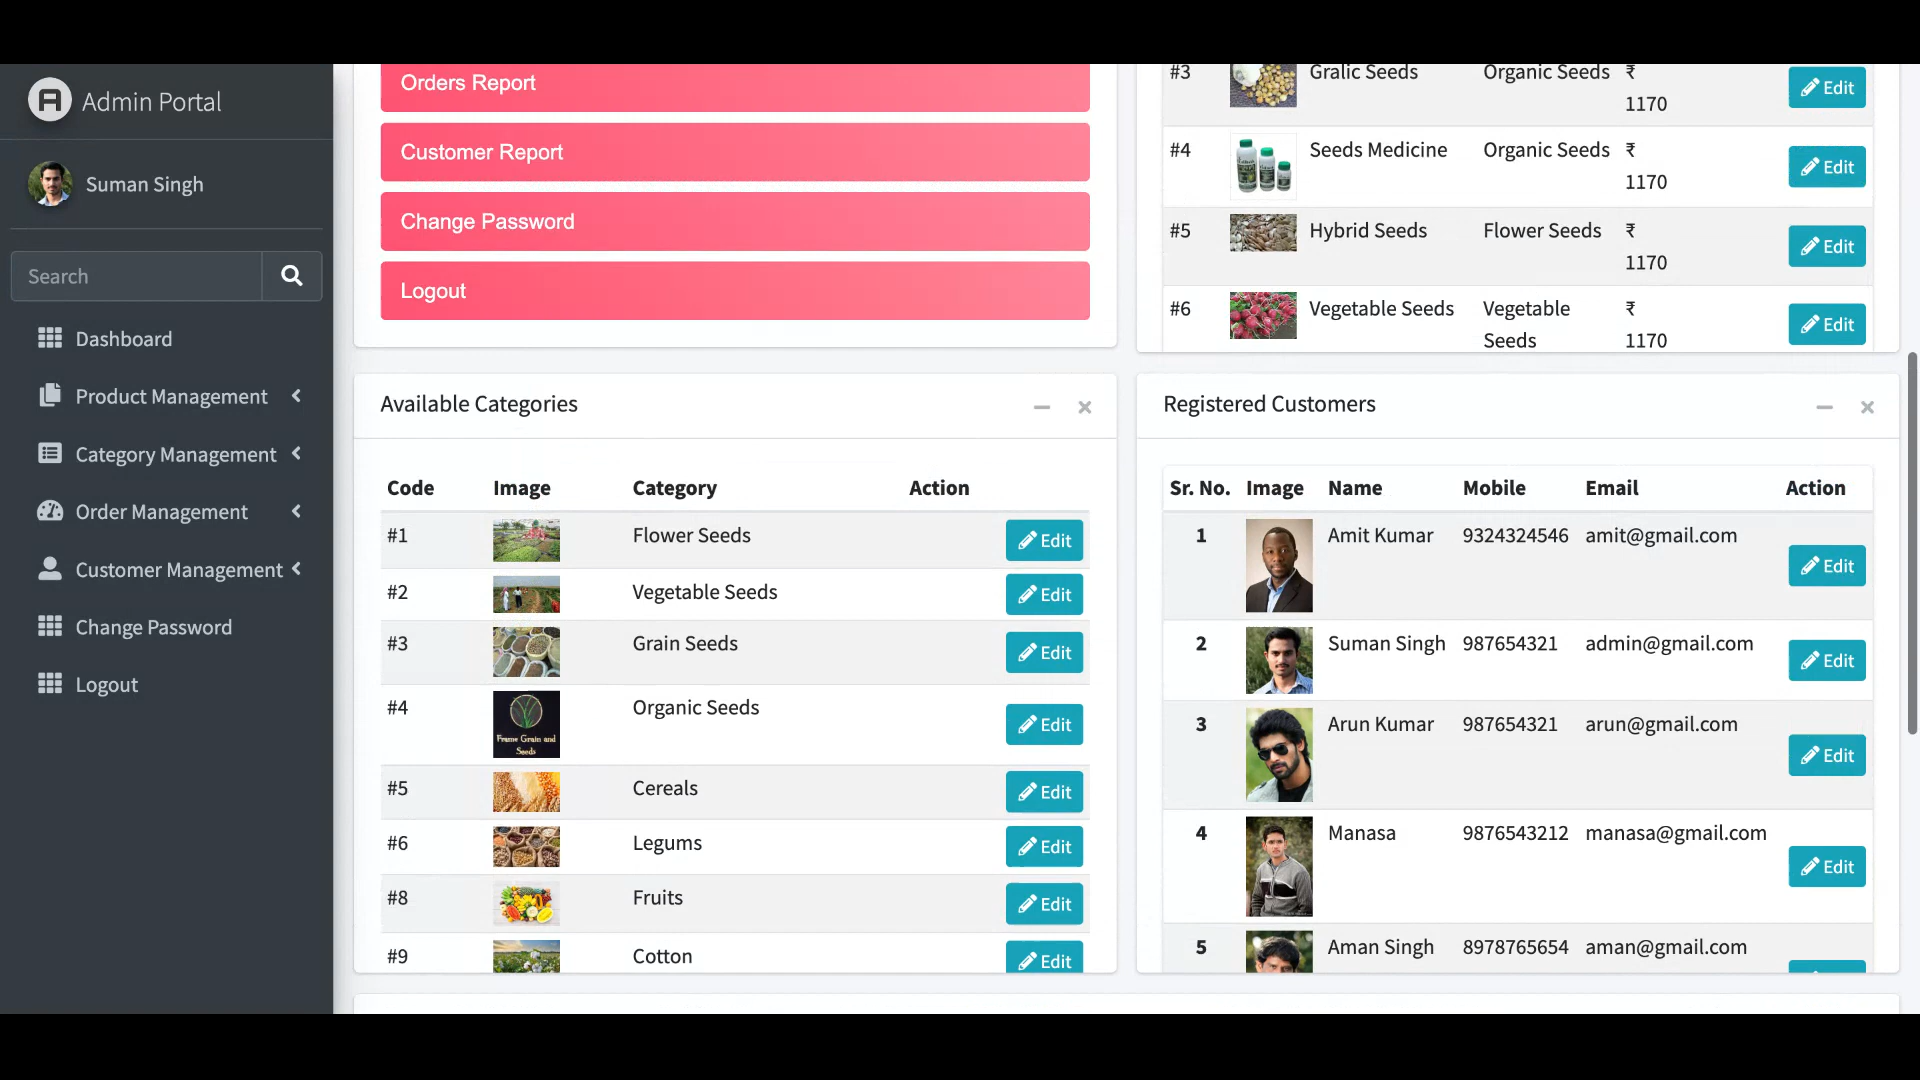 Admin Portal
Suman Singh
Search
Dashboard
Product Management
Category Management
Order Management
Customer Management
Change Password
Logout
Orders Report
Customer Report
Change Password
Logout
#3 Gralic Seeds Organic Seeds ₹
1170
Edit
#4 Seeds Medicine Organic Seeds ₹
1170
Edit
#5 Hybrid Seeds Flower Seeds ₹
1170
Edit
#6 Vegetable Seeds Vegetable ₹
Seeds 1170
Edit
Available Categories
Code Image Category Action
#1 Flower Seeds Edit
#2 Vegetable Seeds Edit
#3 Grain Seeds Edit
#4 Organic Seeds Edit
Frame Grain and
Seeds
#5 Cereals Edit
#6 Legums Edit
#8 Fruits Edit
#9 Cotton Edit
Registered Customers
Sr. No. Image Name Mobile Email Action
1 Amit Kumar 9324324546 amit@gmail.com Edit
2 Suman Singh 987654321 admin@gmail.com Edit
3 Arun Kumar 987654321 arun@gmail.com Edit
4 Manasa 9876543212 manasa@gmail.com Edit
5 Aman Singh 8978765654 aman@gmail.com